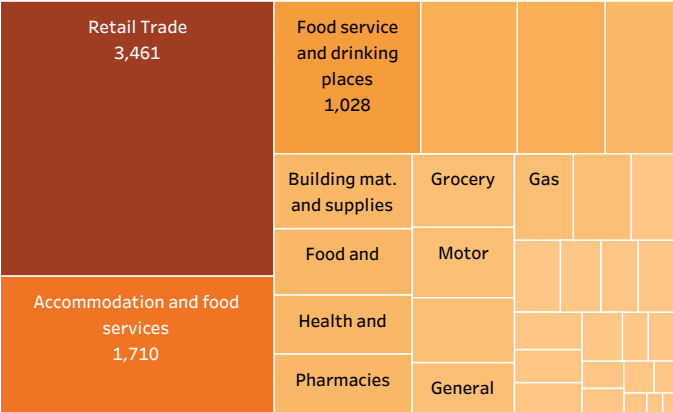 Retail Trade
3,461
Accommodation and food
services
1,710
Food service
and drinking
places
1,028
Building mat.
and supplies
Food and
Health and
Pharmacies
Grocery
Motor
General
Gas